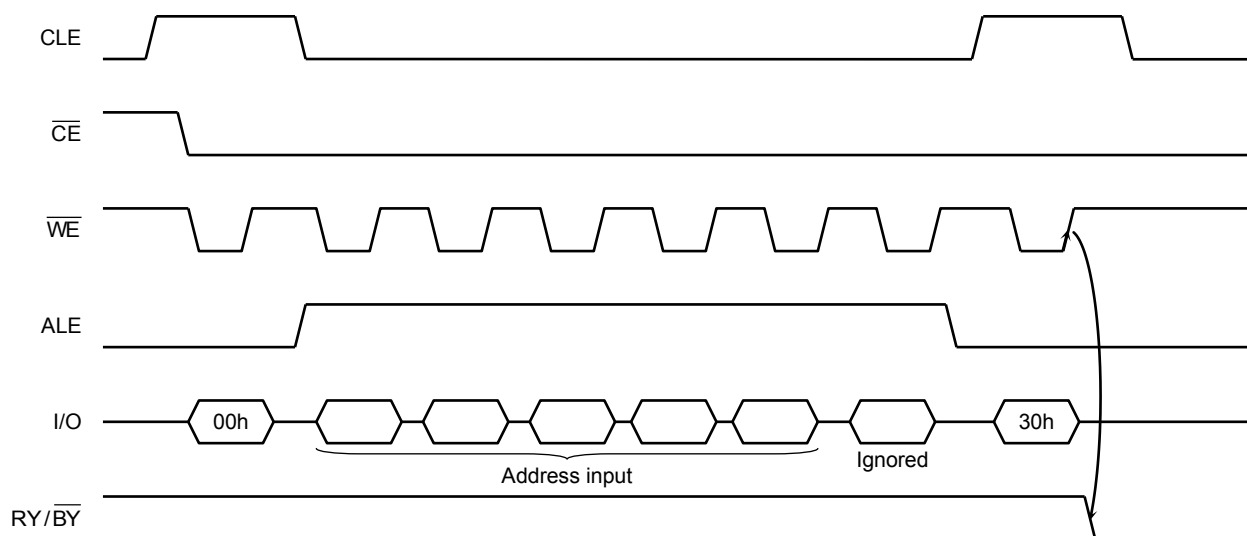 CLE
CE
WE
ALE
I/O
00h
30h
Address input
Ignored
RY/BY